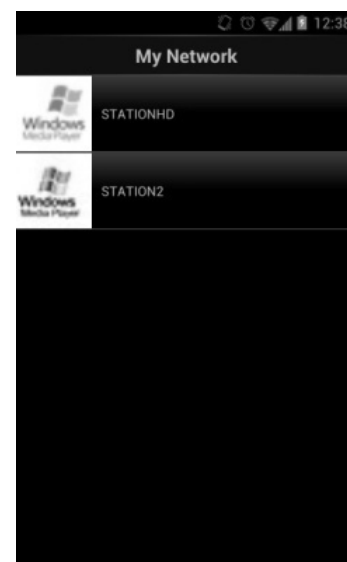 12:38
My Network
Windows
Media Player
STATIONHD
Windows
Media Player
STATION2